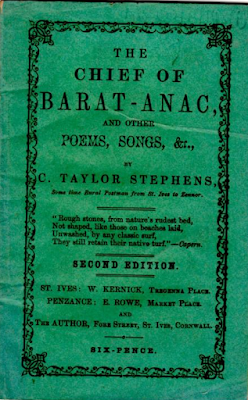 THE
CHIEF OF
BARAT-ANAC,
AND OTHER
POEMS, SONGS, &c.,
BY
C. TAYLOR STEPHENS,
Some time Rural Postman from St. Ives to Zennor.
"Rough stones, from nature's rudest bed,
Not shaped, like those on beaches laid,
Unwashed, by any classic surf,
They still retain their native turf."—Capern.
SECOND EDITION.
ST. IVES: W. KERNICK, TREGENNA PLACE.
PENZANCE: E. ROWE, MARKET PLACE.
AND
THE AUTHOR, FORE STREET, ST. IVES, CORNWALL.
SIX-PENCE.